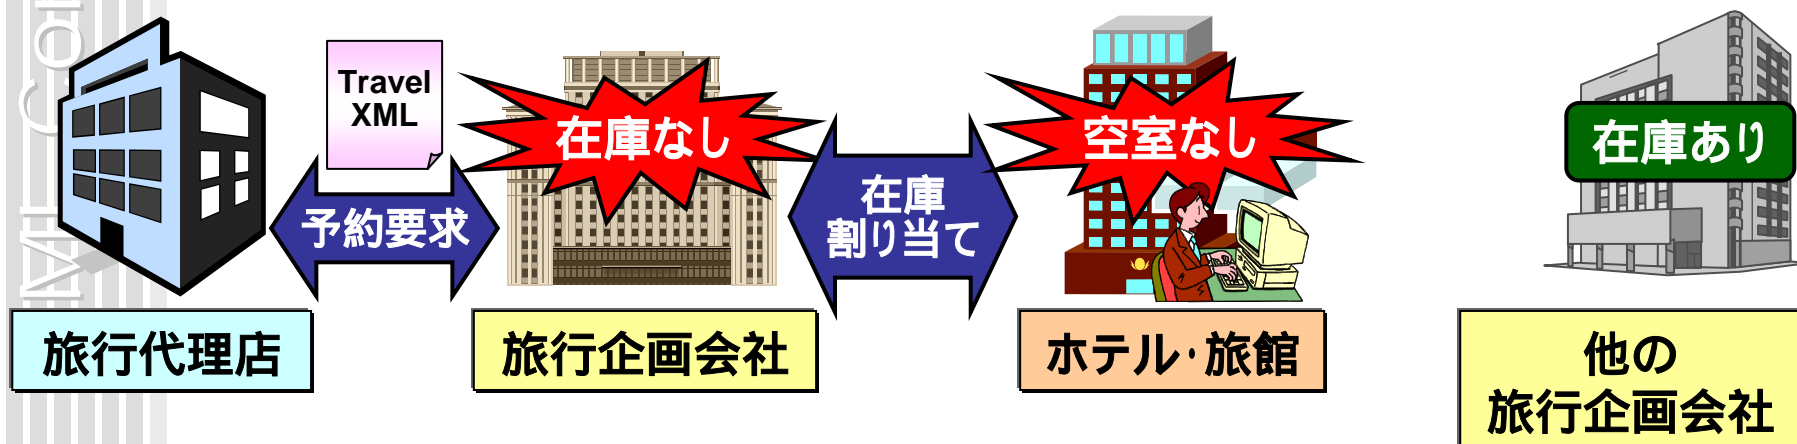 Travel
XML
在庫なし
空室なし
在庫あり
予約要求
在庫
割り当て
旅行代理店
旅行企画会社
ホテル・旅館
他の
旅行企画会社